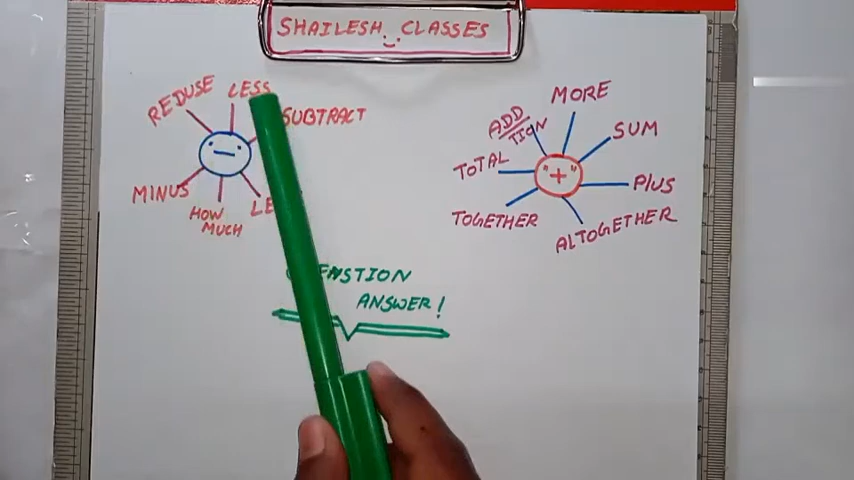 SHAILESH CLASSES
REDUSE
LESS
SUBTRACT
MINUS
HOW
MUCH
ADD
TION
MORE
SUM
TOTAL
PLUS
TOGETHER
ALTOGETHER
ANSWER!